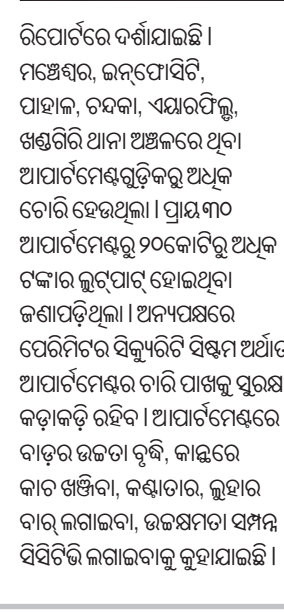 ରିପୋର୍ଟରେ ଦର୍ଶାଯାଇଛି ।
ମଞ୍ଚେଶ୍ୱର, ଇନ୍‌ଫୋସିଟି,
ପାହାଳ, ଚନ୍ଦକା, ଏୟାରଫିଲ୍ଡ,
ଖଣ୍ଡଗିରି ଥାନା ଅଞ୍ଚଳରେ ଥିବା
ଆପାର୍ଟମେଣ୍ଟଗୁଡ଼ିକରୁ ଅଧିକ
ଚୋରି ହେଉଥିଲା । ପ୍ରାୟ ୩୦
ଆପାର୍ଟମେଣ୍ଟରୁ ୨୦କୋଟିରୁ ଅଧିକ
ଟଙ୍କାର ଲୁଟ୍‌ପାଟ୍ ହୋଇଥିବା
ଜଣାପଡ଼ିଥିଲା । ଅନ୍ୟପକ୍ଷରେ
ପେରିମିଟର ସିକ୍ୟୁରିଟି ସିଷ୍ଟମ ଅର୍ଥାତ
ଆପାର୍ଟମେଣ୍ଟର ଚାରି ପାଖକୁ ସୁରକ୍ଷ
କଡ଼ାକଡ଼ି ରହିବ । ଆପାର୍ଟମେଣ୍ଟରେ
ବାଡ଼ର ଉଚ୍ଚତା ବୃଦ୍ଧି, କାନ୍ଥରେ
କାଚ ଖଞ୍ଜିବା, କଣ୍ଟାତାର, ଲୁହାର
ବାର୍ ଲଗାଇବା, ଉଚ୍ଚକ୍ଷମତା ସମ୍ପନ୍ନ
ସିସିଟିଭି ଲଗାଇବାକୁ କୁହାଯାଇଛି ।